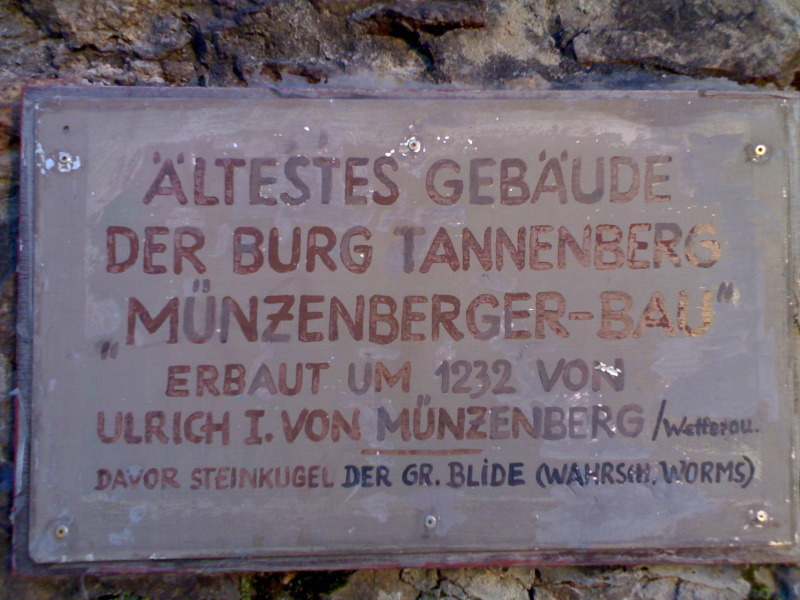 ÄLTESTES GEBÄUDE
DER BURG TANNENBERG
„MÜNZENBERGER-BAU"
ERBAUT UM 1232 VON
ULRICH I. VON MÜNZENBERG/Wetterau.
DAVOR STEINKUGEL DER GR. BLIDE (WAHRSCH. WORMS)